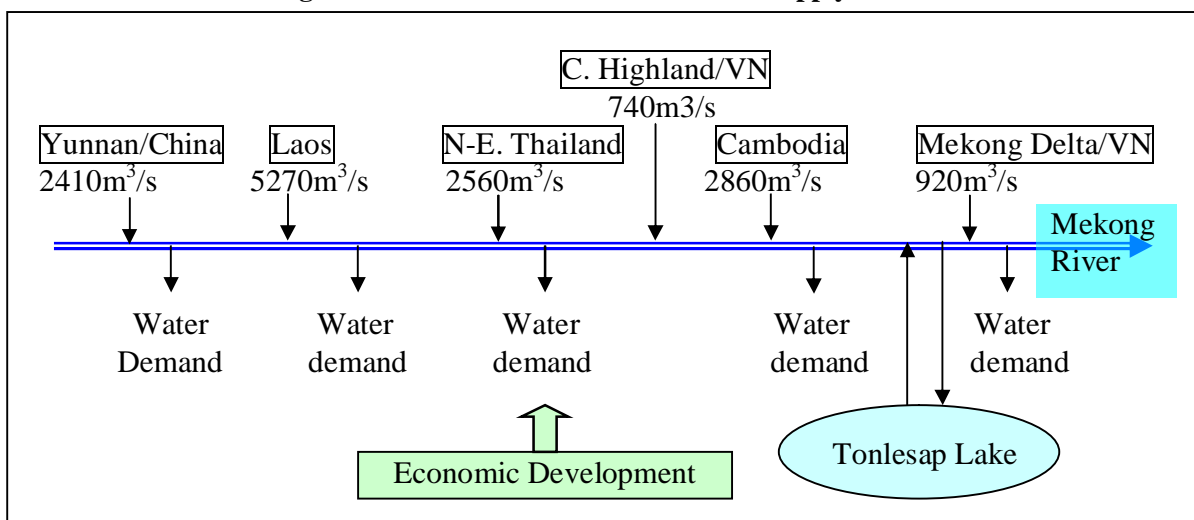 C. Highland/VN
740m3/s
Yunnan/China
2410m³/s
Laos
5270m³/s
N-E. Thailand
2560m³/s
Cambodia
2860m³/s
Mekong Delta/VN
920m³/s
Mekong
River
Water
Demand
Water
demand
Water
demand
Water
demand
Water
demand
Economic Development
Tonlesap Lake